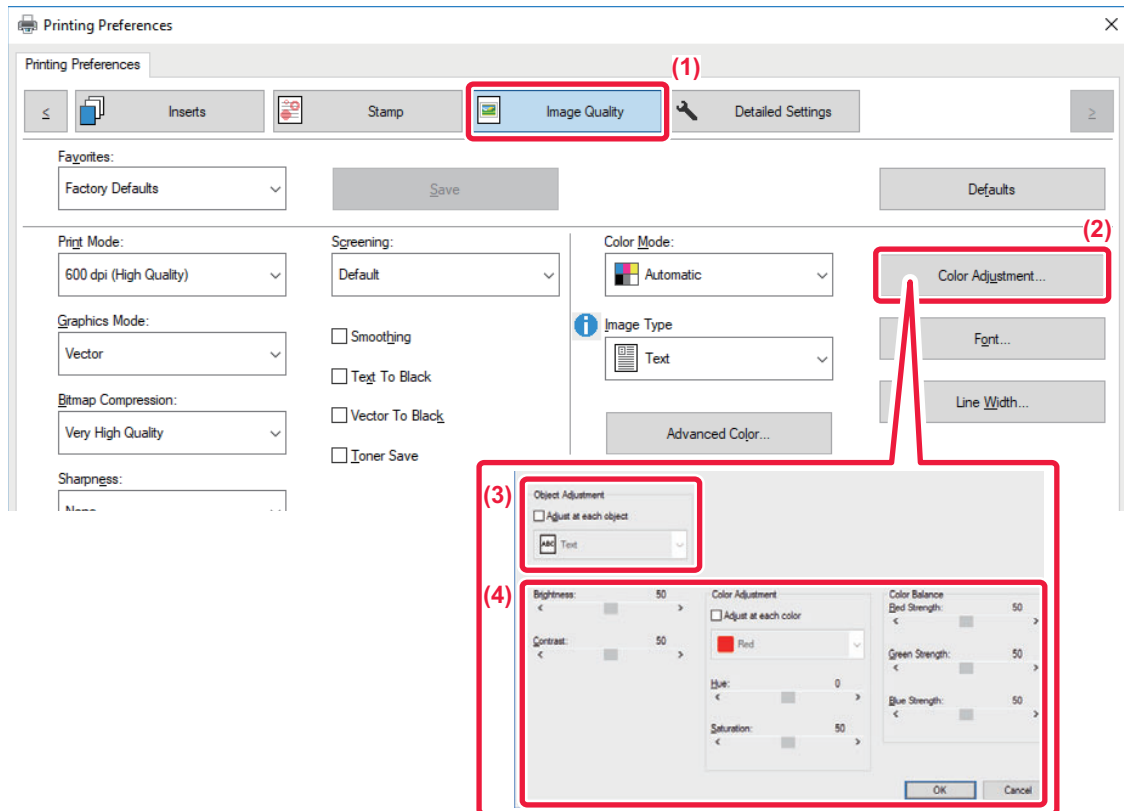 Printing Preferences
Printing Preferences
(1)
<
Inserts
Stamp
Image Quality
Detailed Settings
>
Favorites:
Factory Defaults
Save
Defaults
(2)
Print Mode:
Screening:
Color Mode:
600 dpi (High Quality)
Default
Automatic
Color Adjustment...
Graphics Mode:
Image Type
Smoothing
Font...
Vector
Text
Text To Black
Bitmap Compression:
Vector To Black
Line Width...
Very High Quality
Advanced Color...
Toner Save
Sharpness:
None
(3)
Object Adjustment
Adjust at each object
ABC Text
(4)
Brightness: 50
Contrast: 50
Color Adjustment
Adjust at each color
Red
Hue: 0
Saturation: 50
Color Balance
Red Strength: 50
Green Strength: 50
Blue Strength: 50
OK
Cancel